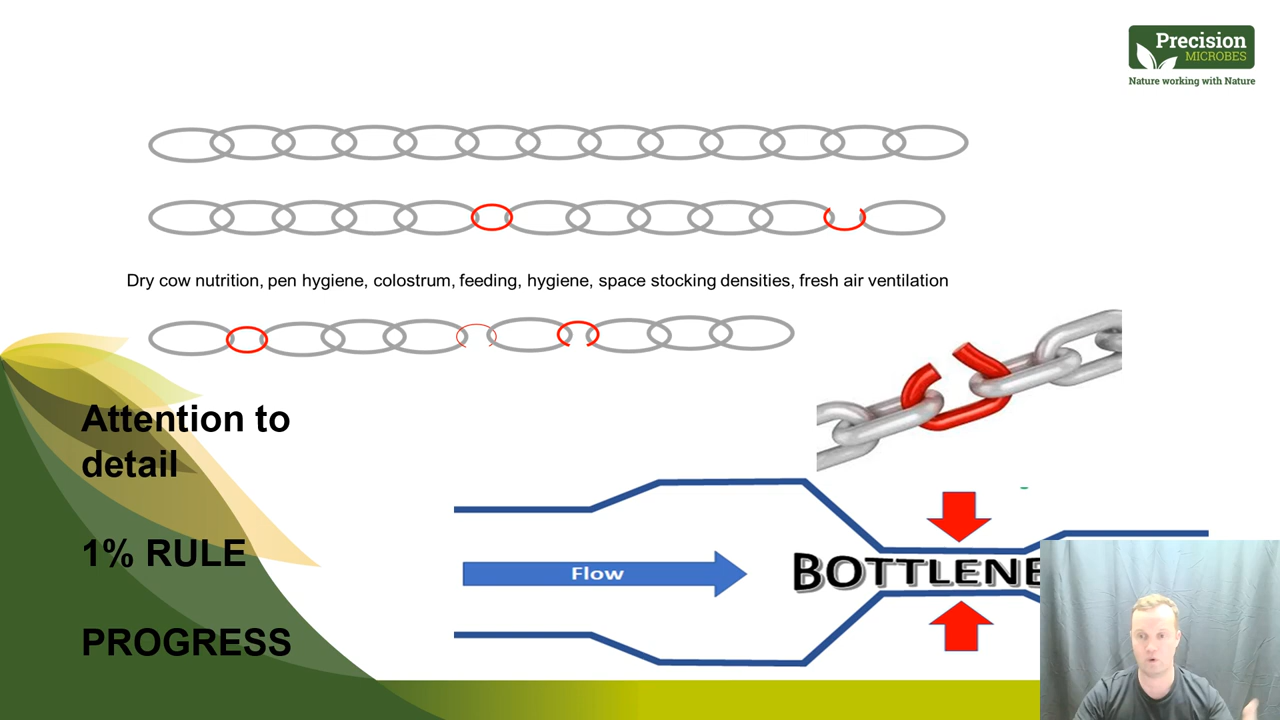 Precision
MICROBES
Nature working with Nature
Dry cow nutrition, pen hygiene, colostrum, feeding, hygiene, space stocking densities, fresh air ventilation
Attention to
detail
1% RULE
PROGRESS
Flow
BOTTLENE